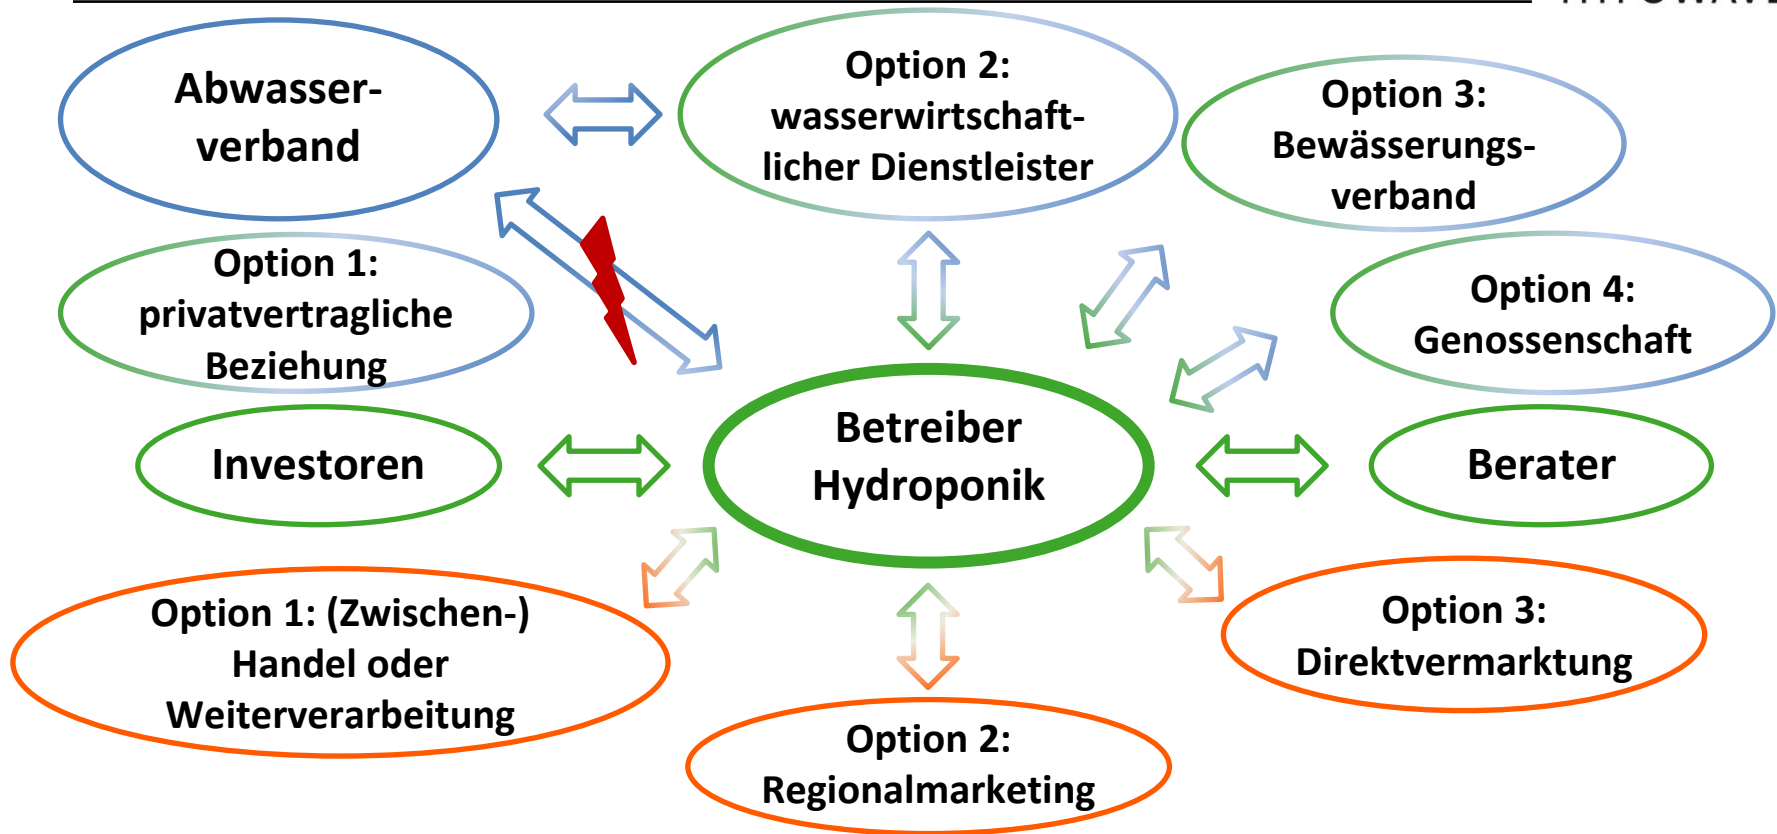 Abwasser-
verband
Option 2:
wasserwirtschaft-
licher Dienstleister
Option 3:
Bewässerungs-
verband
Option 1:
privatvertragliche
Beziehung
Option 4:
Genossenschaft
Investoren
Betreiber
Hydroponik
Berater
Option 1: (Zwischen-)
Handel oder
Weiterverarbeitung
Option 2:
Regionalmarketing
Option 3:
Direktvermarktung